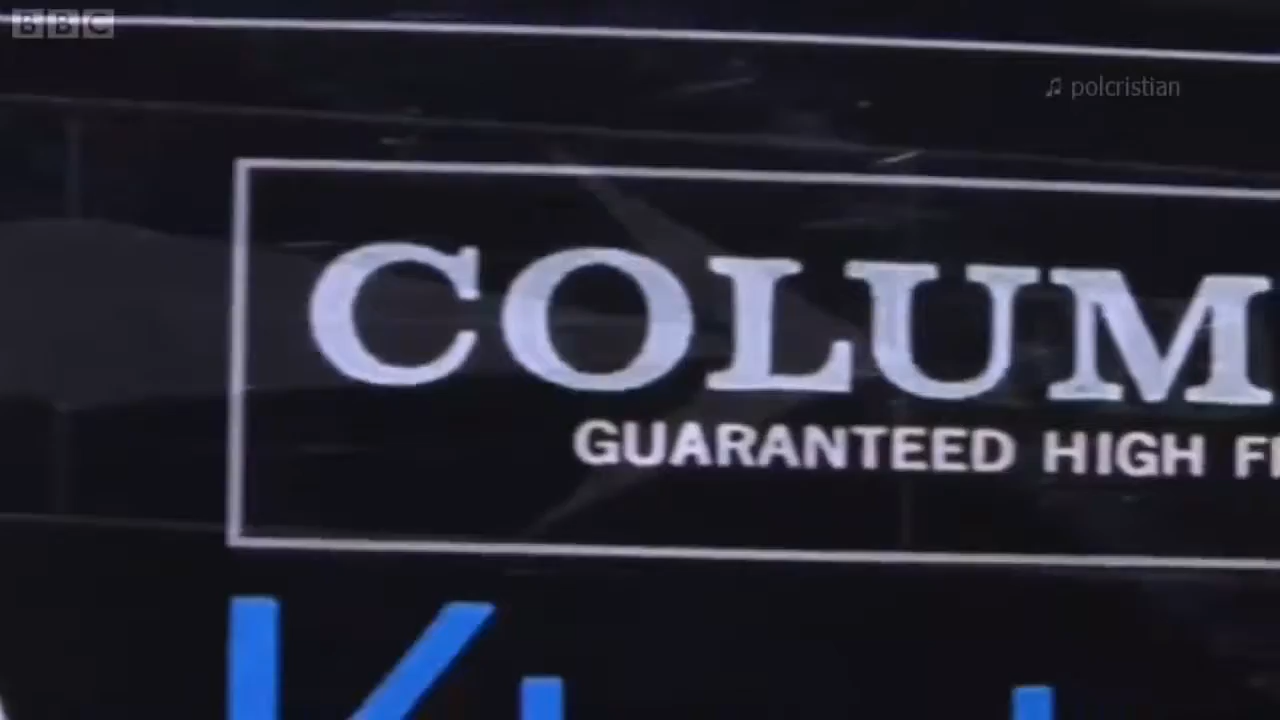 BBC
♫ polcristian
COLUM
GUARANTEED HIGH F
K